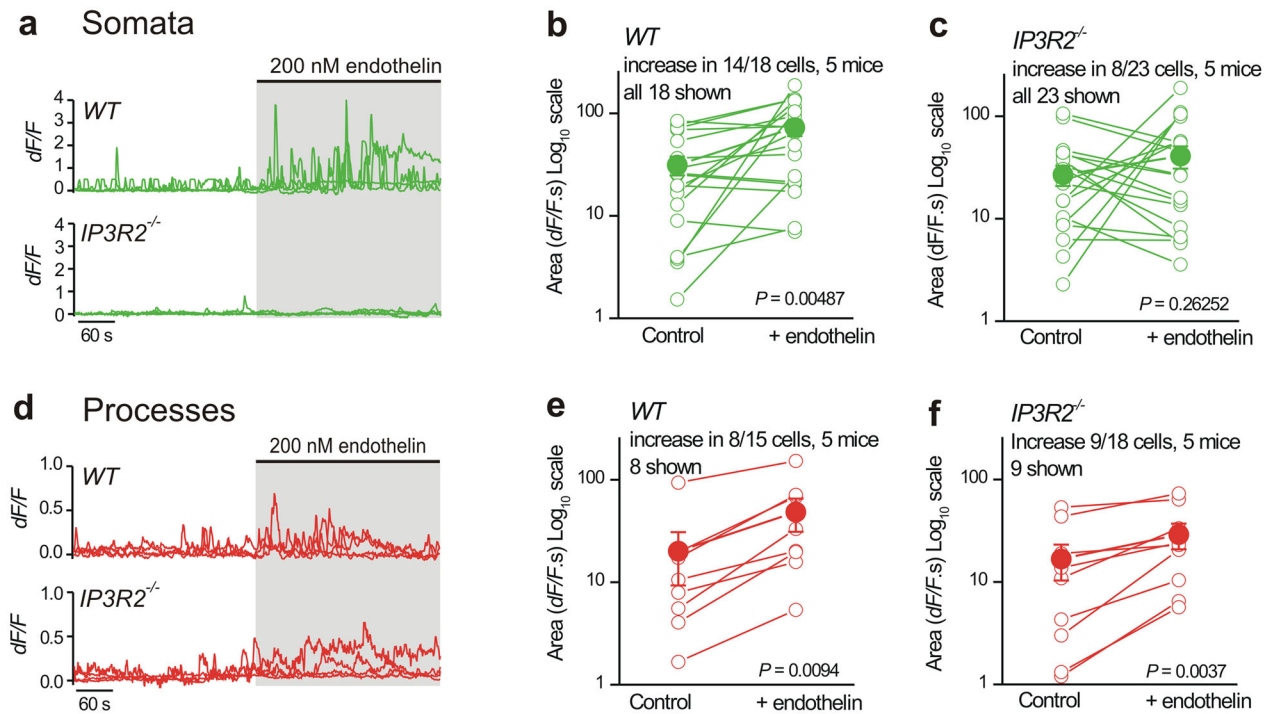 a Somata
200 nM endothelin
WT
dF/F
4
3
2
1
0
IP3R2-/-
dF/F
4
3
2
1
0
60 s
b WT
increase in 14/18 cells, 5 mice
all 18 shown
Area (dF/F.s) Log10 scale
100
10
1
P = 0.00487
Control + endothelin
c IP3R2-/-
increase in 8/23 cells, 5 mice
all 23 shown
Area (dF/F.s) Log10 scale
100
10
1
P = 0.26252
Control + endothelin
d Processes
200 nM endothelin
WT
dF/F
1.0
0.5
0.0
IP3R2-/-
dF/F
1.0
0.5
0.0
60 s
e WT
increase in 8/15 cells, 5 mice
8 shown
Area (dF/F.s) Log10 scale
100
10
1
P = 0.0094
Control + endothelin
f IP3R2-/-
Increase 9/18 cells, 5 mice
9 shown
Area (dF/F.s) Log10 scale
100
10
1
P = 0.0037
Control + endothelin